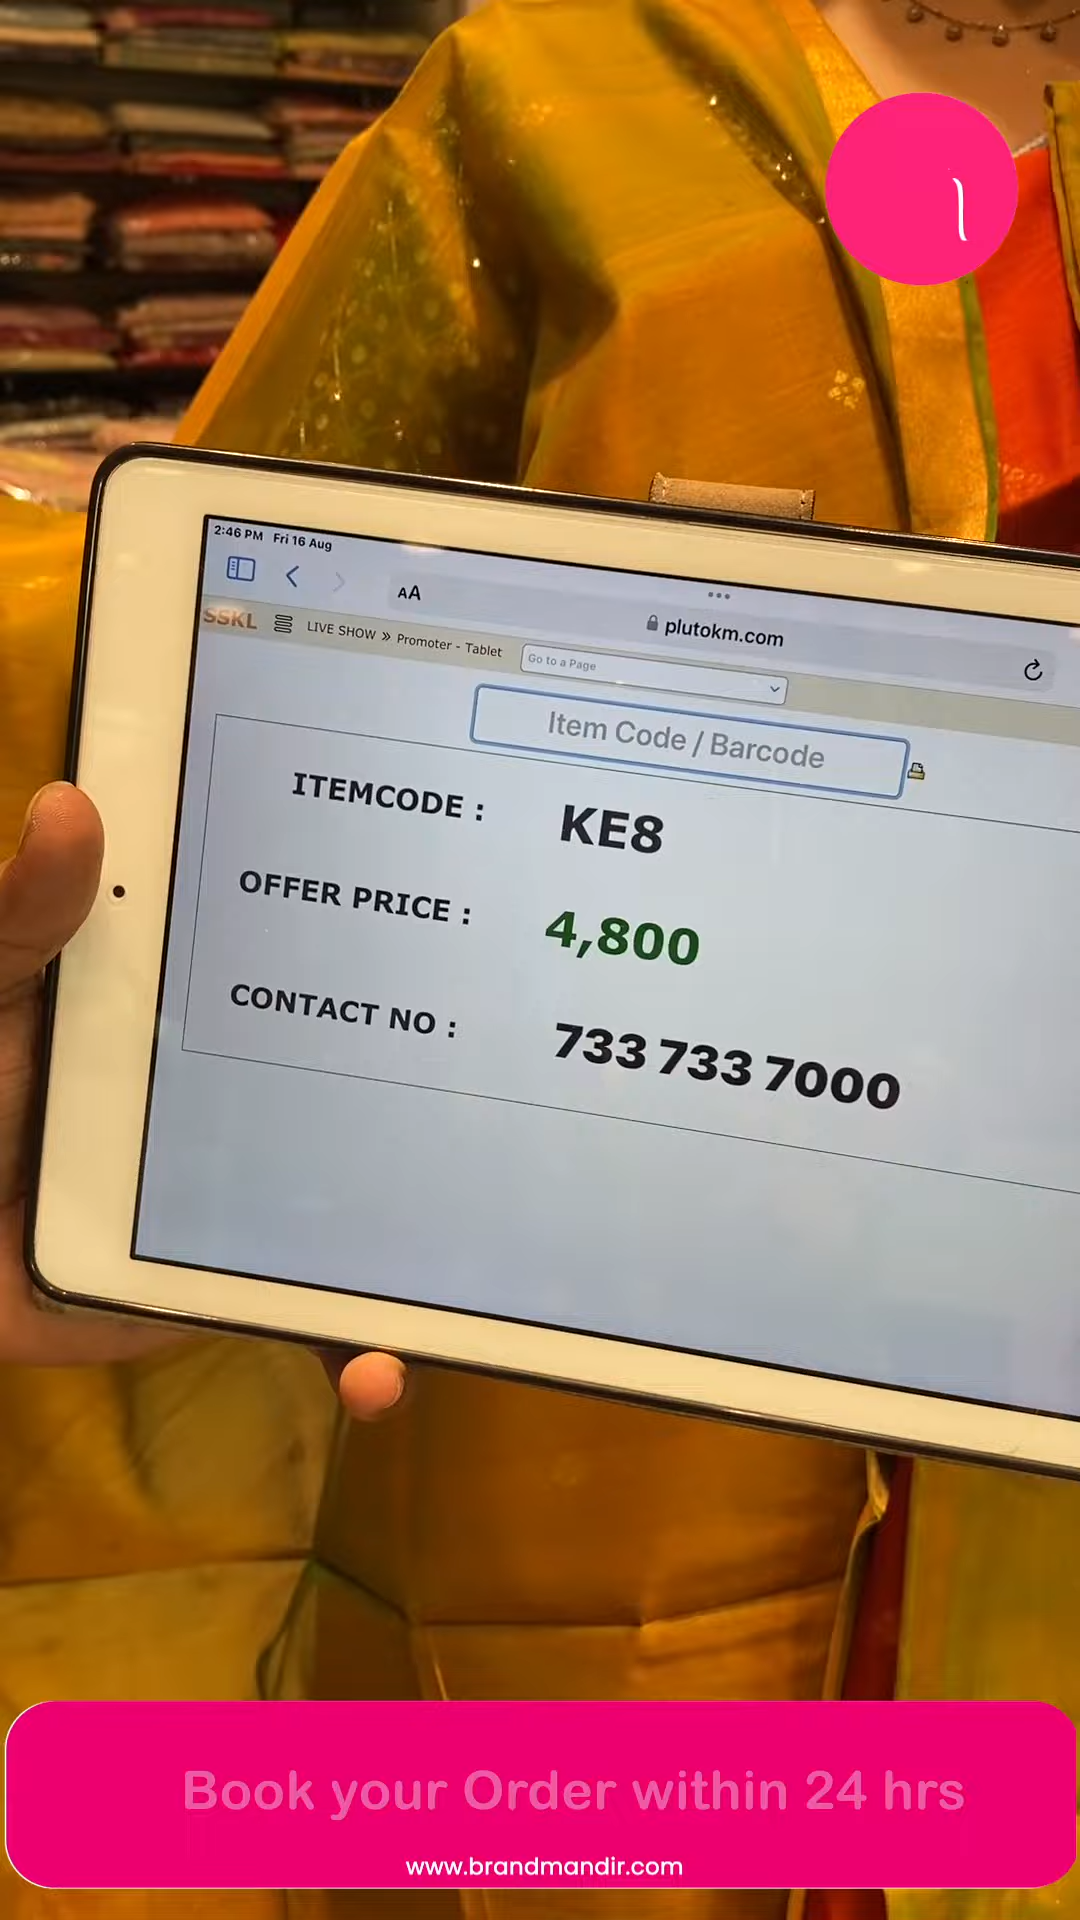 2:46 PM Fri 16 Aug
AA
plutokm.com
SSKL LIVE SHOW » Promoter - Tablet Go to a Page
Item Code / Barcode
ITEMCODE : KE8
OFFER PRICE : 4,800
CONTACT NO : 733 733 7000
Book your Order within 24 hrs
www.brandmandir.com